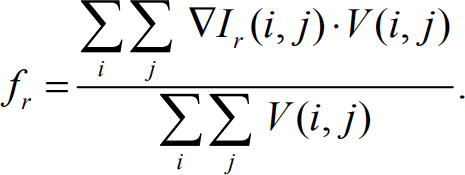 f_r = \frac{\sum_i \sum_j \nabla I_r(i, j) \cdot V(i, j)}{\sum_i \sum_j V(i, j)}.